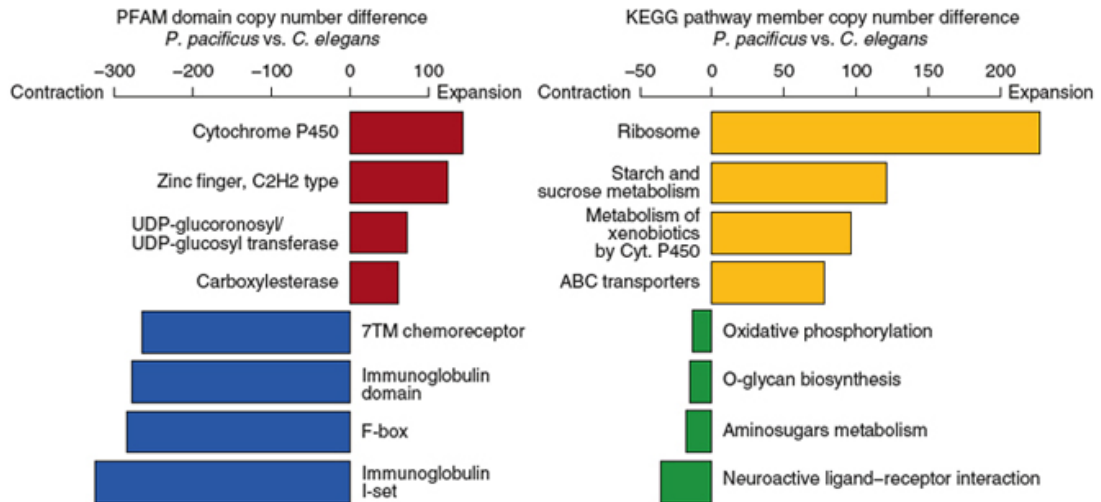 PFAM domain copy number difference
P. pacificus vs. C. elegans
−300 −200 −100 0 100
Contraction Expansion
Cytochrome P450
Zinc finger, C2H2 type
UDP-glucoronosyl/
UDP-glucosyl transferase
Carboxylesterase
7TM chemoreceptor
Immunoglobulin
domain
F-box
Immunoglobulin
I-set
KEGG pathway member copy number difference
P. pacificus vs. C. elegans
−50 0 50 100 150 200
Contraction Expansion
Ribosome
Starch and
sucrose metabolism
Metabolism of
xenobiotics
by Cyt. P450
ABC transporters
Oxidative phosphorylation
O-glycan biosynthesis
Aminosugars metabolism
Neuroactive ligand–receptor interaction